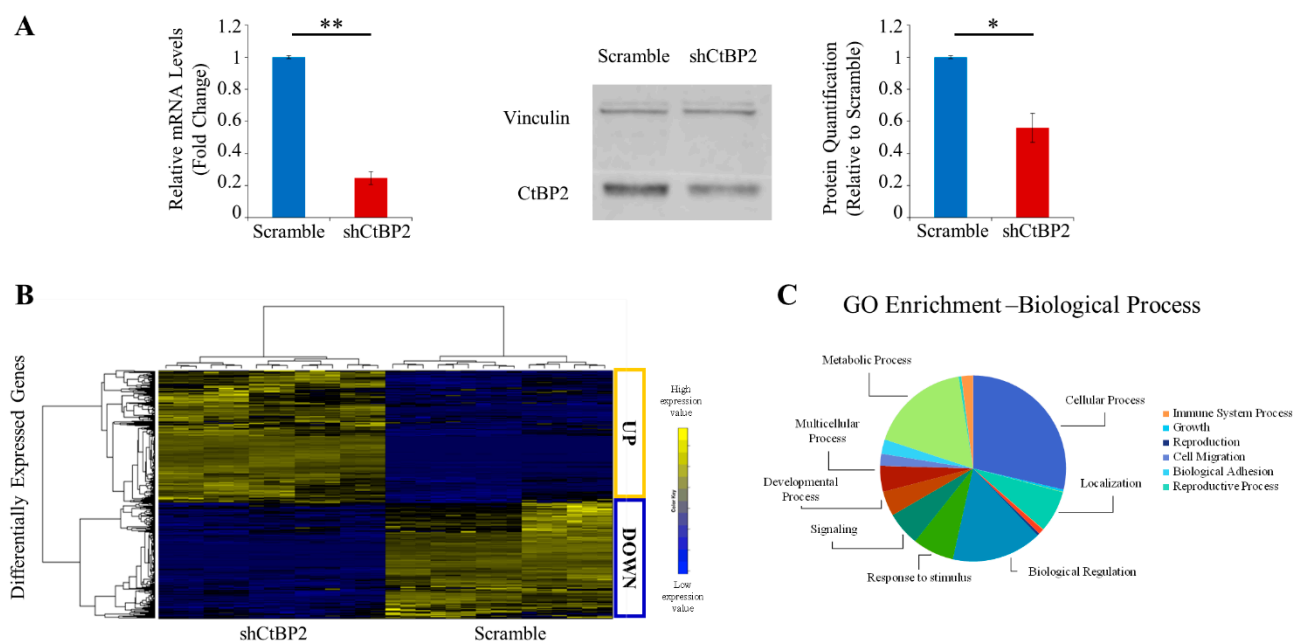 A
1.2
1
0.8
0.6
0.4
0.2
0
Relative mRNA Levels
(Fold Change)
**
Scramble
shCtBP2
Scramble
shCtBP2
Vinculin
CtBP2
1.2
1
0.8
0.6
0.4
0.2
0
Protein Quantification
(Relative to Scramble)
*
Scramble
shCtBP2
B
Differentially Expressed Genes
UP
DOWN
shCtBP2
Scramble
High
expression
value
Color Key
Low
expression
value
C
GO Enrichment –Biological Process
Metabolic Process
Cellular Process
Multicellular
Process
Developmental
Process
Localization
Signaling
Response to stimulus
Biological Regulation
Immune System Process
Growth
Reproduction
Cell Migration
Biological Adhesion
Reproductive Process